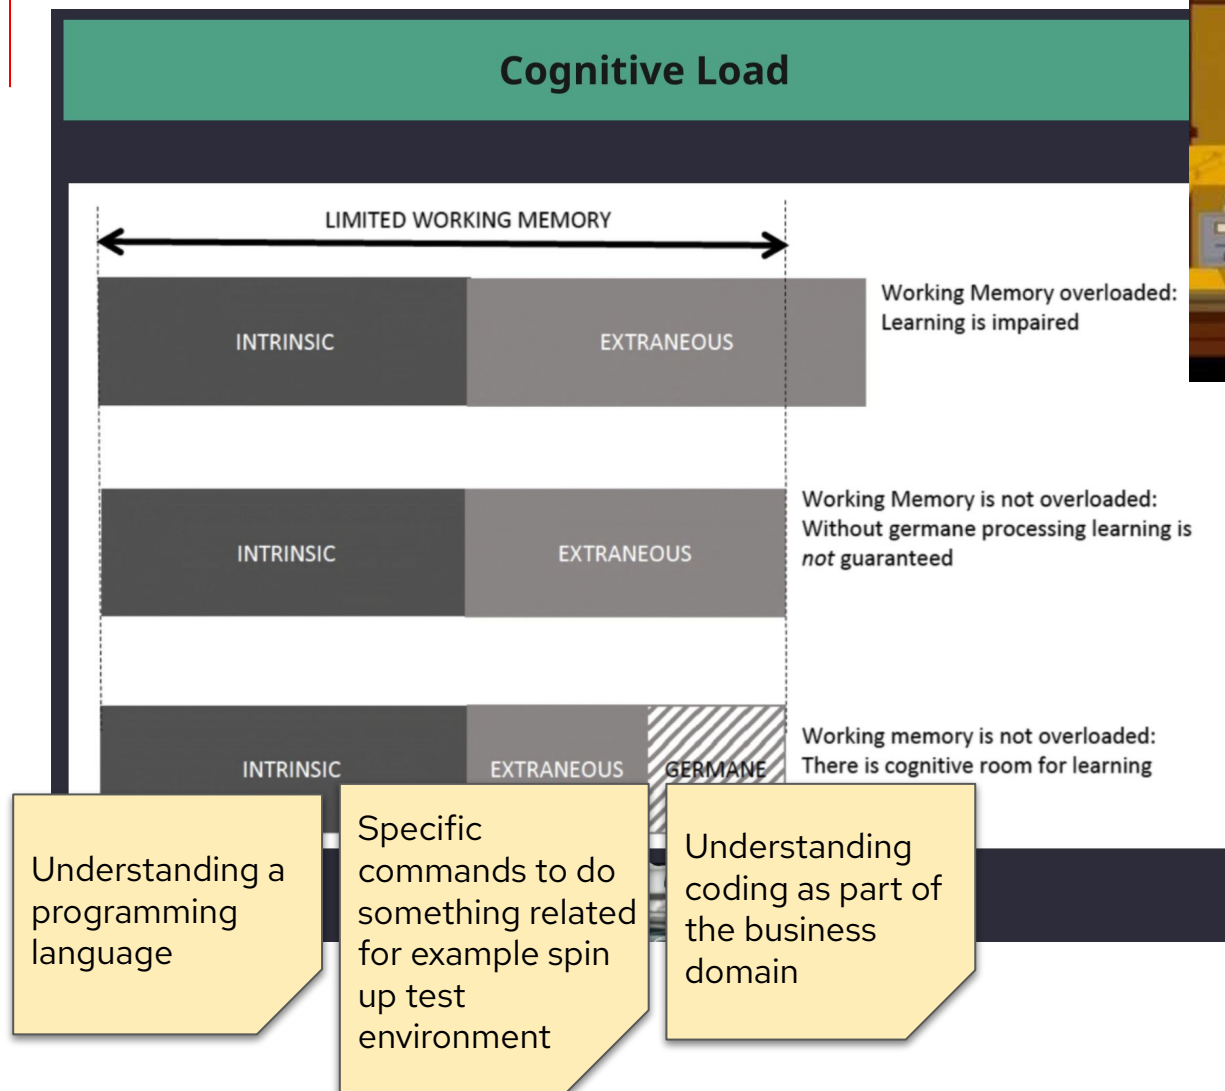 Cognitive Load
LIMITED WORKING MEMORY
INTRINSIC
EXTRANEOUS
Working Memory overloaded:
Learning is impaired
INTRINSIC
EXTRANEOUS
Working Memory is not overloaded:
Without germane processing learning is
not guaranteed
INTRINSIC
EXTRANEOUS
GERMANE
Working memory is not overloaded:
There is cognitive room for learning
Understanding a
programming
language
Specific
commands to do
something related
for example spin
up test
environment
Understanding
coding as part of
the business
domain